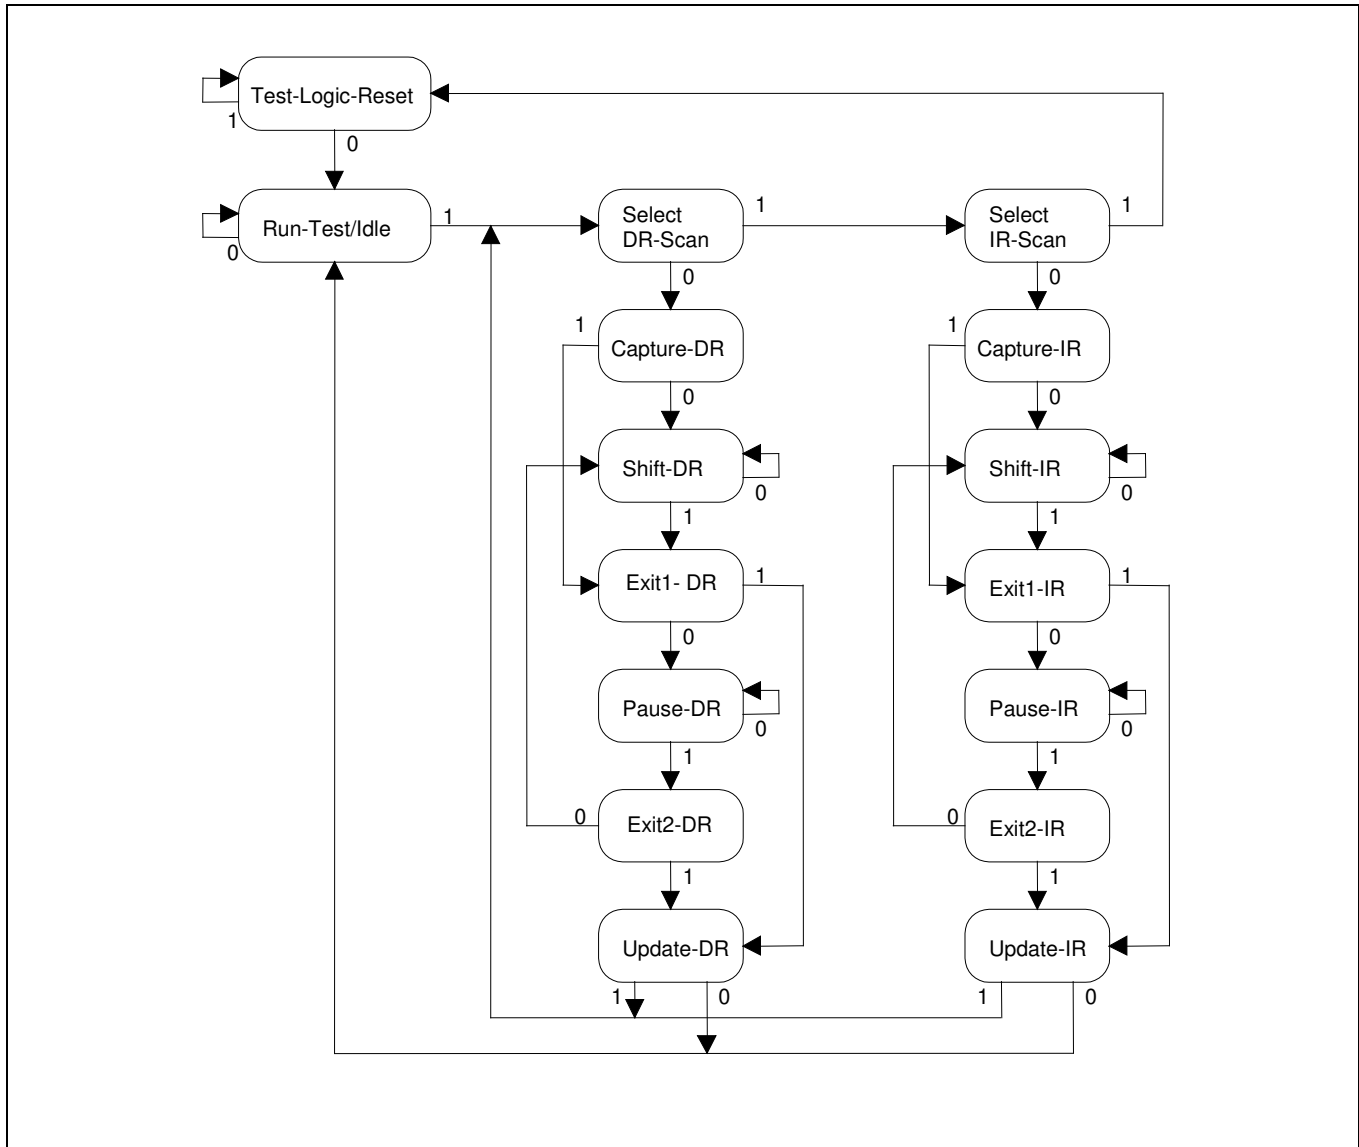 Test-Logic-Reset
1
0
Run-Test/Idle
0
1
Select
DR-Scan
1
0
Select
IR-Scan
1
0
1
Capture-DR
0
1
Capture-IR
0
Shift-DR
0
1
Shift-IR
0
1
Exit1- DR
1
0
Exit1-IR
1
0
Pause-DR
0
1
Pause-IR
0
1
0
Exit2-DR
1
0
Exit2-IR
1
Update-DR
1
0
Update-IR
1
0